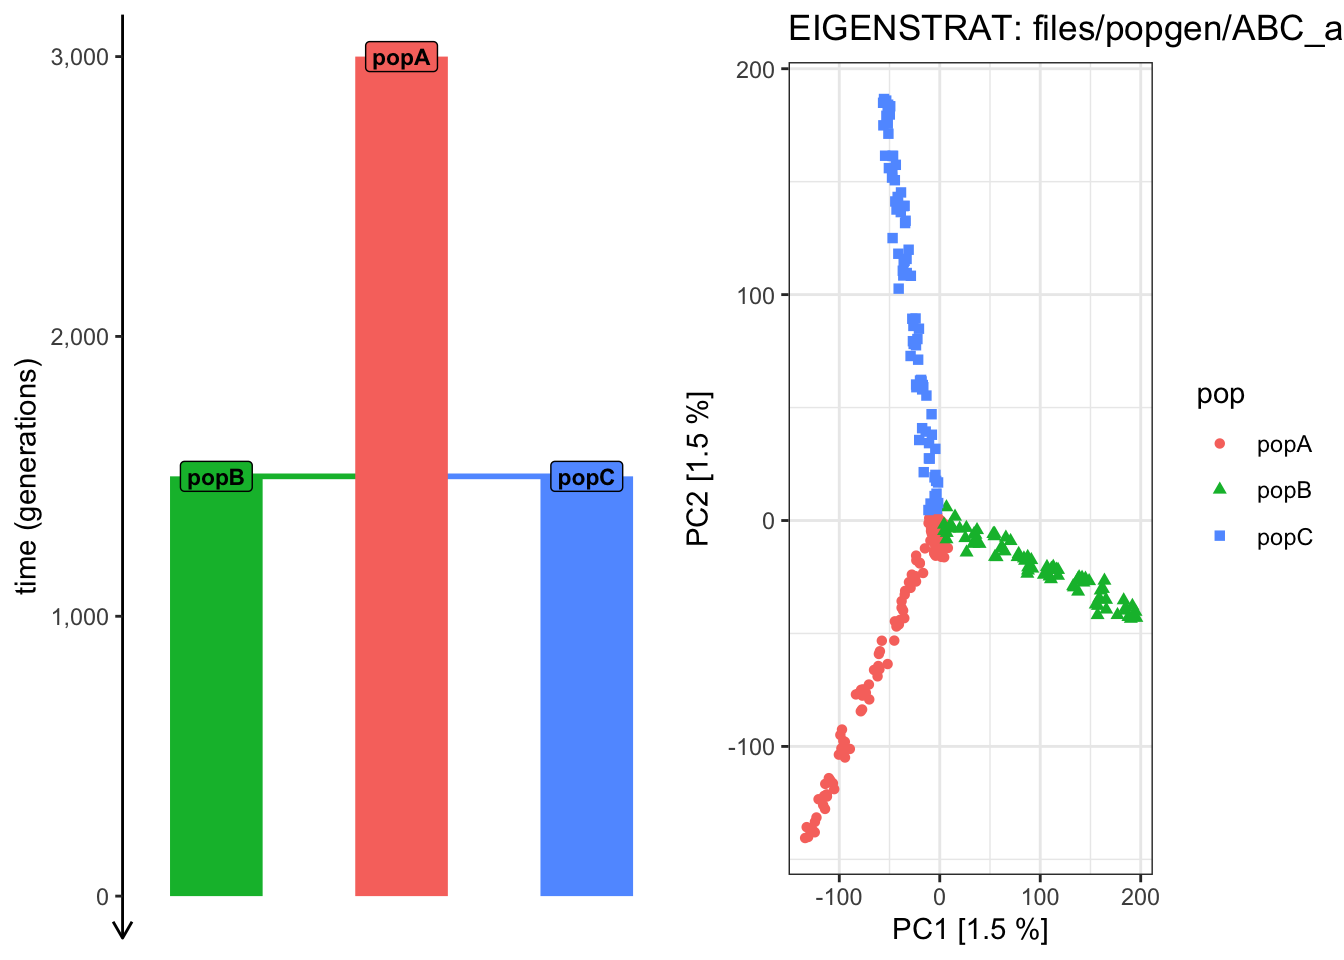 time (generations)
3,000
2,000
1,000
0
popA
popB
popC
EIGENSTRAT: files/popgen/ABC_a
PC2 [1.5 %]
200
100
0
-100
-100 0 100 200
PC1 [1.5 %]
pop
popA
popB
popC